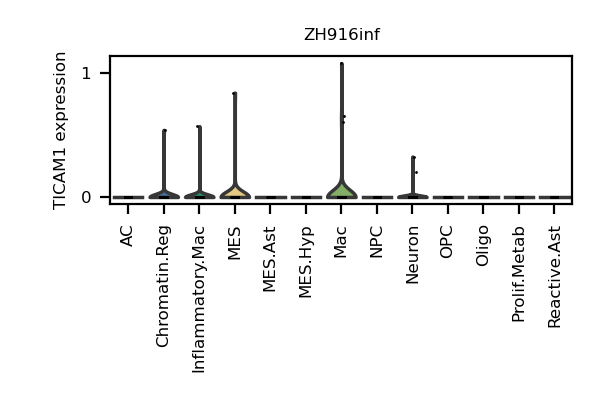 ZH916inf
TICAM1 expression
1
0
AC
Chromatin.Reg
Inflammatory.Mac
MES
MES.Ast
MES.Hyp
Mac
NPC
Neuron
OPC
Oligo
Prolif.Metab
Reactive.Ast